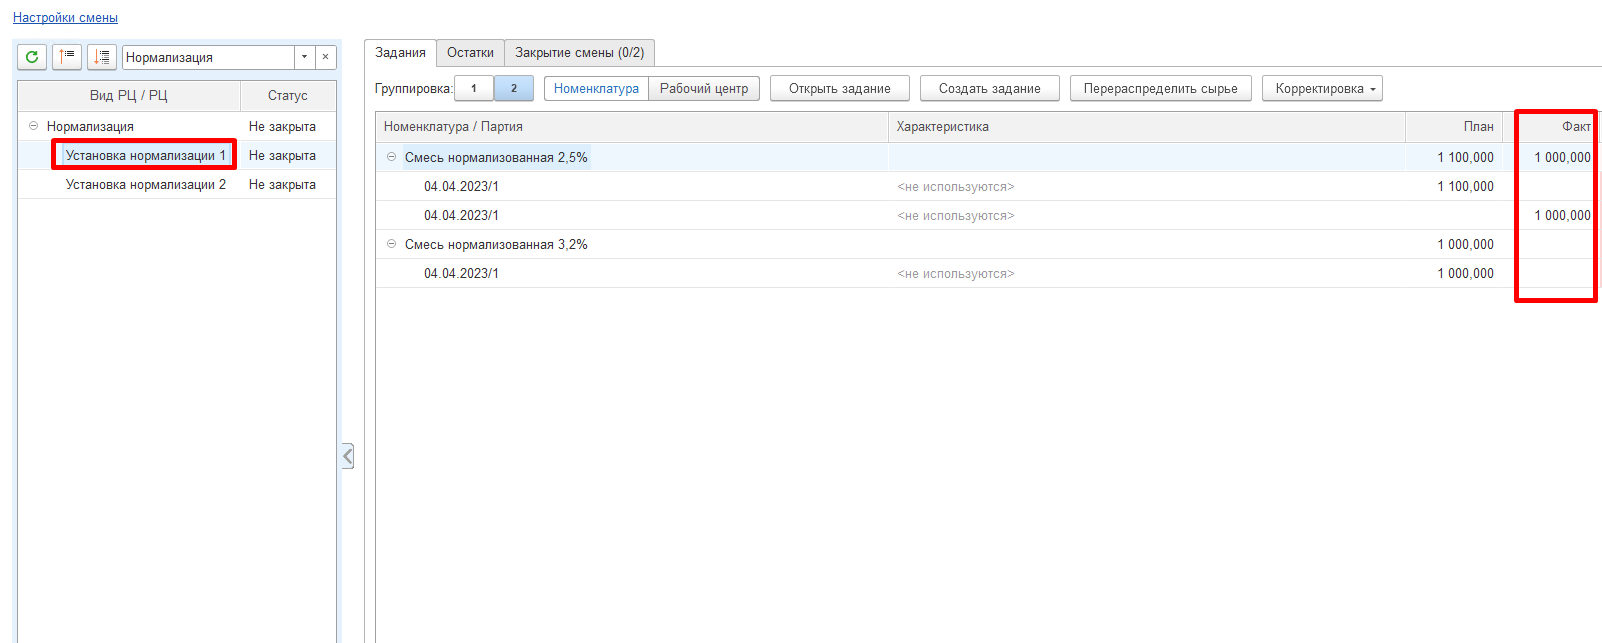 Настройки смены
Нормализация
Вид РЦ / РЦ Статус
Нормализация Не закрыта
Установка нормализации 1 Не закрыта
Установка нормализации 2 Не закрыта
Задания Остатки Закрытие смены (0/2)
Группировка: 1 2 Номенклатура Рабочий центр Открыть задание Создать задание Перераспределить сырье Корректировка
Номенклатура / Партия Характеристика План Факт
Смесь нормализованная 2,5% 1 100,000 1 000,000
04.04.2023/1 <не используются> 1 100,000
04.04.2023/1 <не используются> 1 000,000
Смесь нормализованная 3,2% 1 000,000
04.04.2023/1 <не используются> 1 000,000